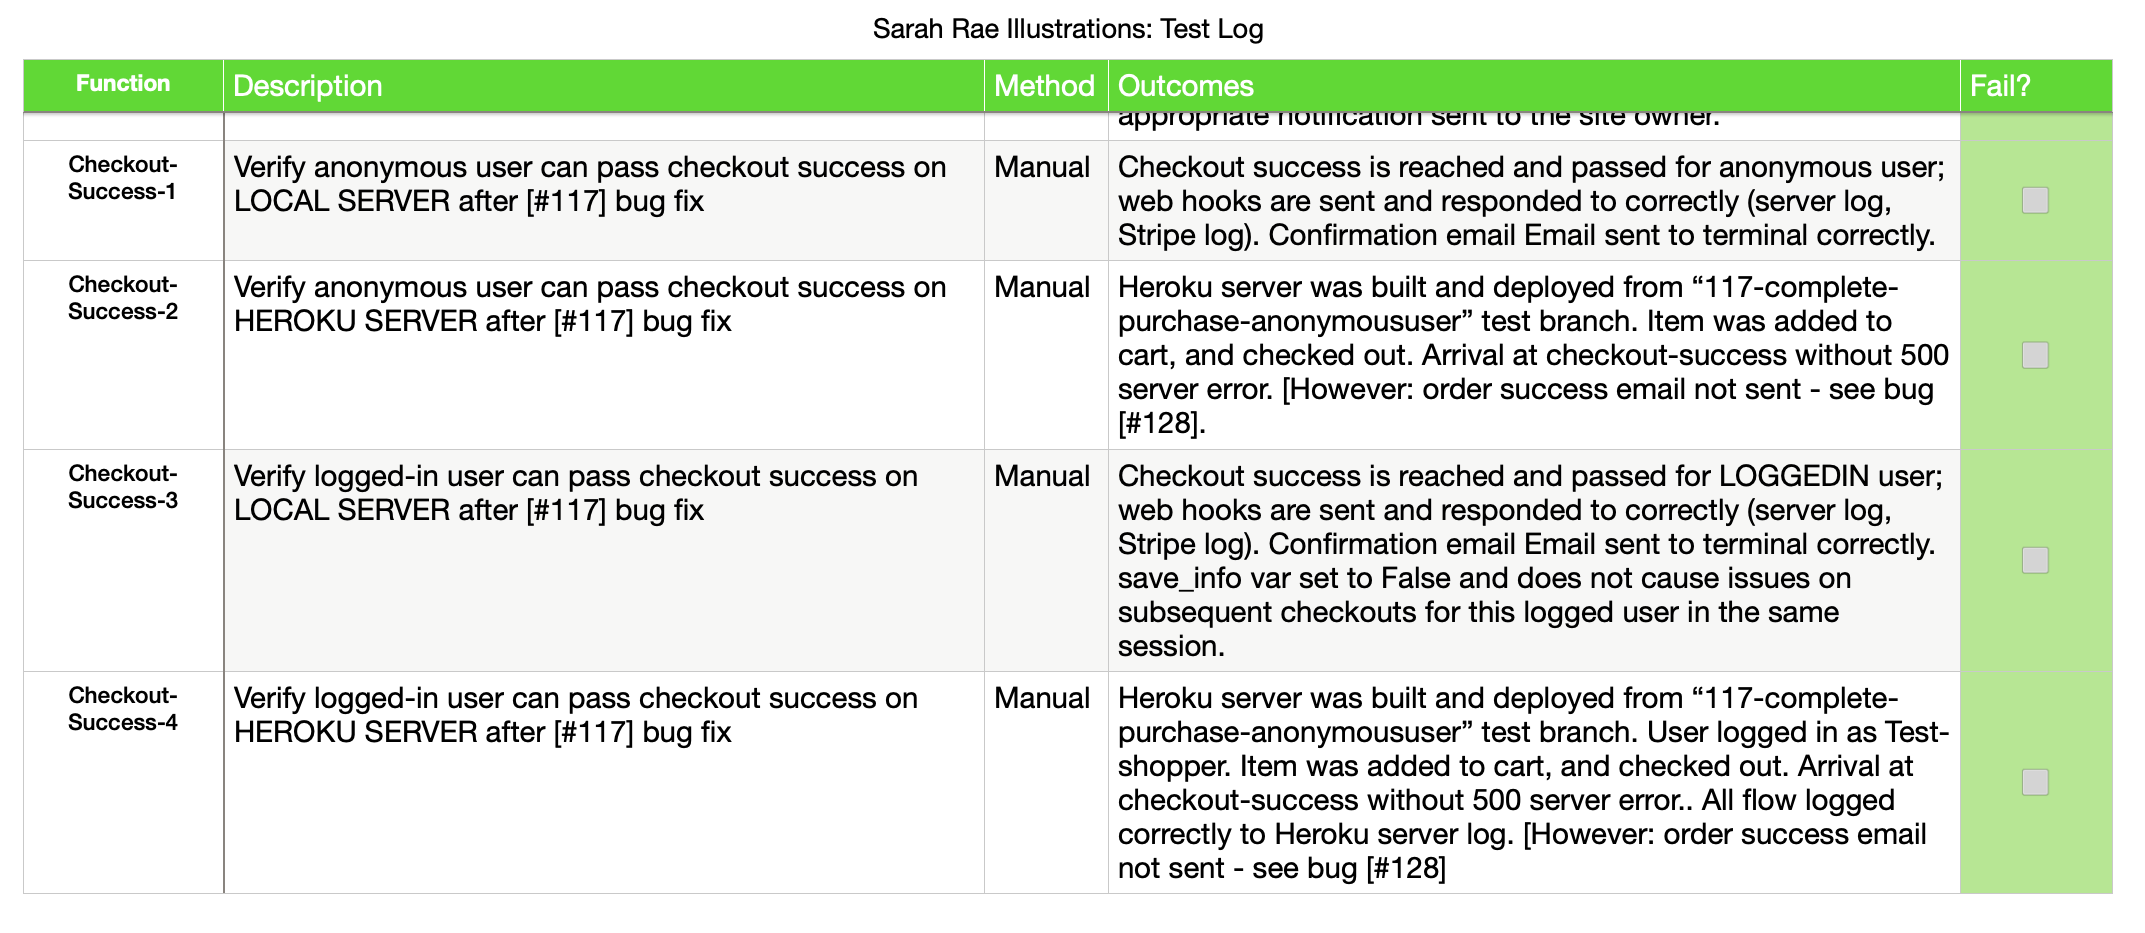 Sarah Rae Illustrations: Test Log
Function Description Method Outcomes Fail?
appropriate notification sent to the site owner.
Checkout-
Success-1
Verify anonymous user can pass checkout success on
LOCAL SERVER after [#117] bug fix
Manual
Checkout success is reached and passed for anonymous user;
web hooks are sent and responded to correctly (server log,
Stripe log). Confirmation email Email sent to terminal correctly.
Checkout-
Success-2
Verify anonymous user can pass checkout success on
HEROKU SERVER after [#117] bug fix
Manual
Heroku server was built and deployed from “117-complete-
purchase-anonymoususer” test branch. Item was added to
cart, and checked out. Arrival at checkout-success without 500
server error. [However: order success email not sent - see bug
[#128].
Checkout-
Success-3
Verify logged-in user can pass checkout success on
LOCAL SERVER after [#117] bug fix
Manual
Checkout success is reached and passed for LOGGEDIN user;
web hooks are sent and responded to correctly (server log,
Stripe log). Confirmation email Email sent to terminal correctly.
save_info var set to False and does not cause issues on
subsequent checkouts for this logged user in the same
session.
Checkout-
Success-4
Verify logged-in user can pass checkout success on
HEROKU SERVER after [#117] bug fix
Manual
Heroku server was built and deployed from “117-complete-
purchase-anonymoususer” test branch. User logged in as Test-
shopper. Item was added to cart, and checked out. Arrival at
checkout-success without 500 server error.. All flow logged
correctly to Heroku server log. [However: order success email
not sent - see bug [#128]